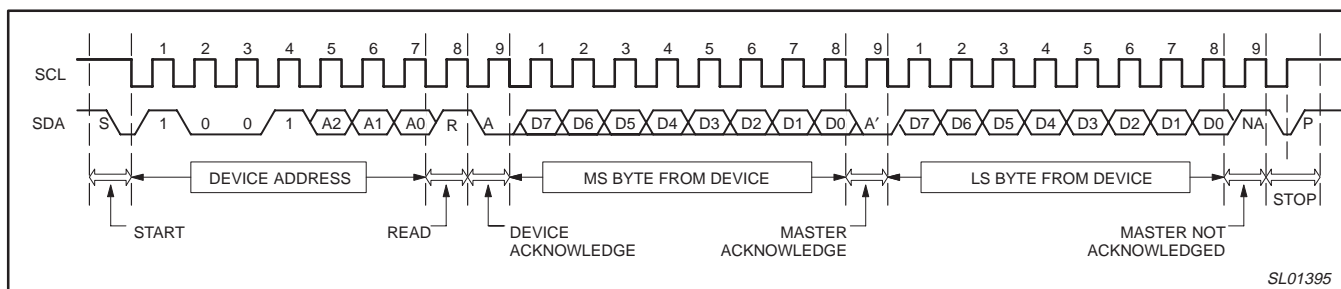 1 2 3 4 5 6 7 8 9 1 2 3 4 5 6 7 8 9 1 2 3 4 5 6 7 8 9
SCL
SDA S 1 0 0 1 A2 A1 A0 R A D7 D6 D5 D4 D3 D2 D1 D0 A′ D7 D6 D5 D4 D3 D2 D1 D0 NA P
DEVICE ADDRESS MS BYTE FROM DEVICE LS BYTE FROM DEVICE
STOP
START READ DEVICE MASTER MASTER NOT
ACKNOWLEDGE ACKNOWLEDGE ACKNOWLEDGED
SL01395